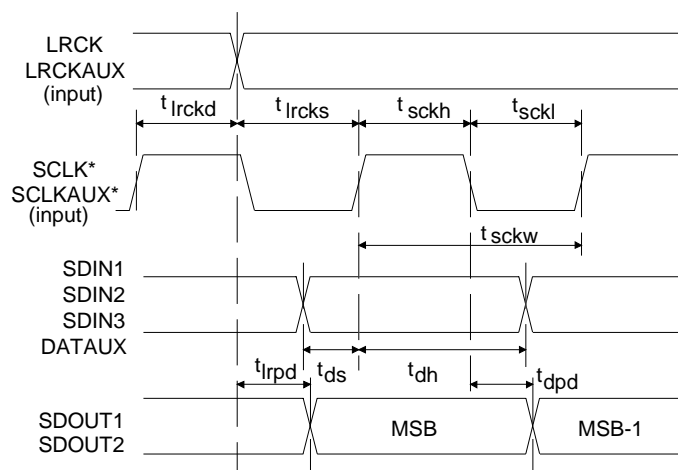 LRCK
LRCKAUX
(input)
t lrckd
t lrcks
t sckh
t sckl
SCLK*
SCLKAUX*
(input)
t sckw
SDIN1
SDIN2
SDIN3
DATAUX
t lrpd
t ds
t dh
t dpd
SDOUT1
SDOUT2
MSB
MSB-1